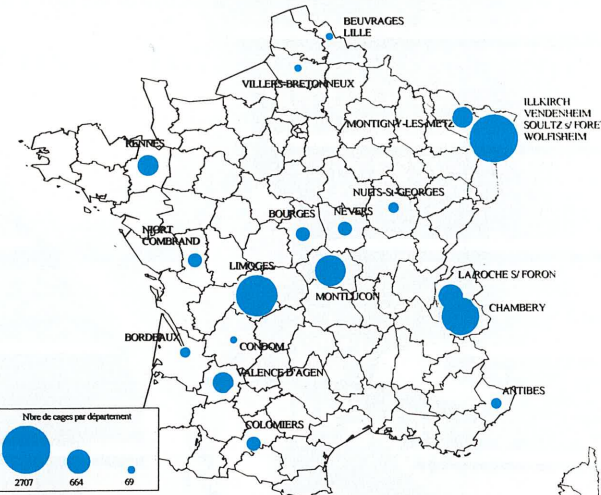 BEUVRAGES
LILLE
VILLERS-BRETONNEUX
MONTIGNY-LES-METZ
ILLKIRCH
VENDENHEIM
SOULTZ s/ FORET
WOLFISHEIM
RENNES
NUITS-St-GEORGES
BOURGES
NEVERS
NIORT
COMBRAND
LIMOGES
MONTLUCON
LA ROCHE S/ FORON
CHAMBERY
BORDEAUX
CONDOM
VALENCE D'AGEN
ANTIBES
COLOMIERS
Nbre de cages par département
2707 664 69